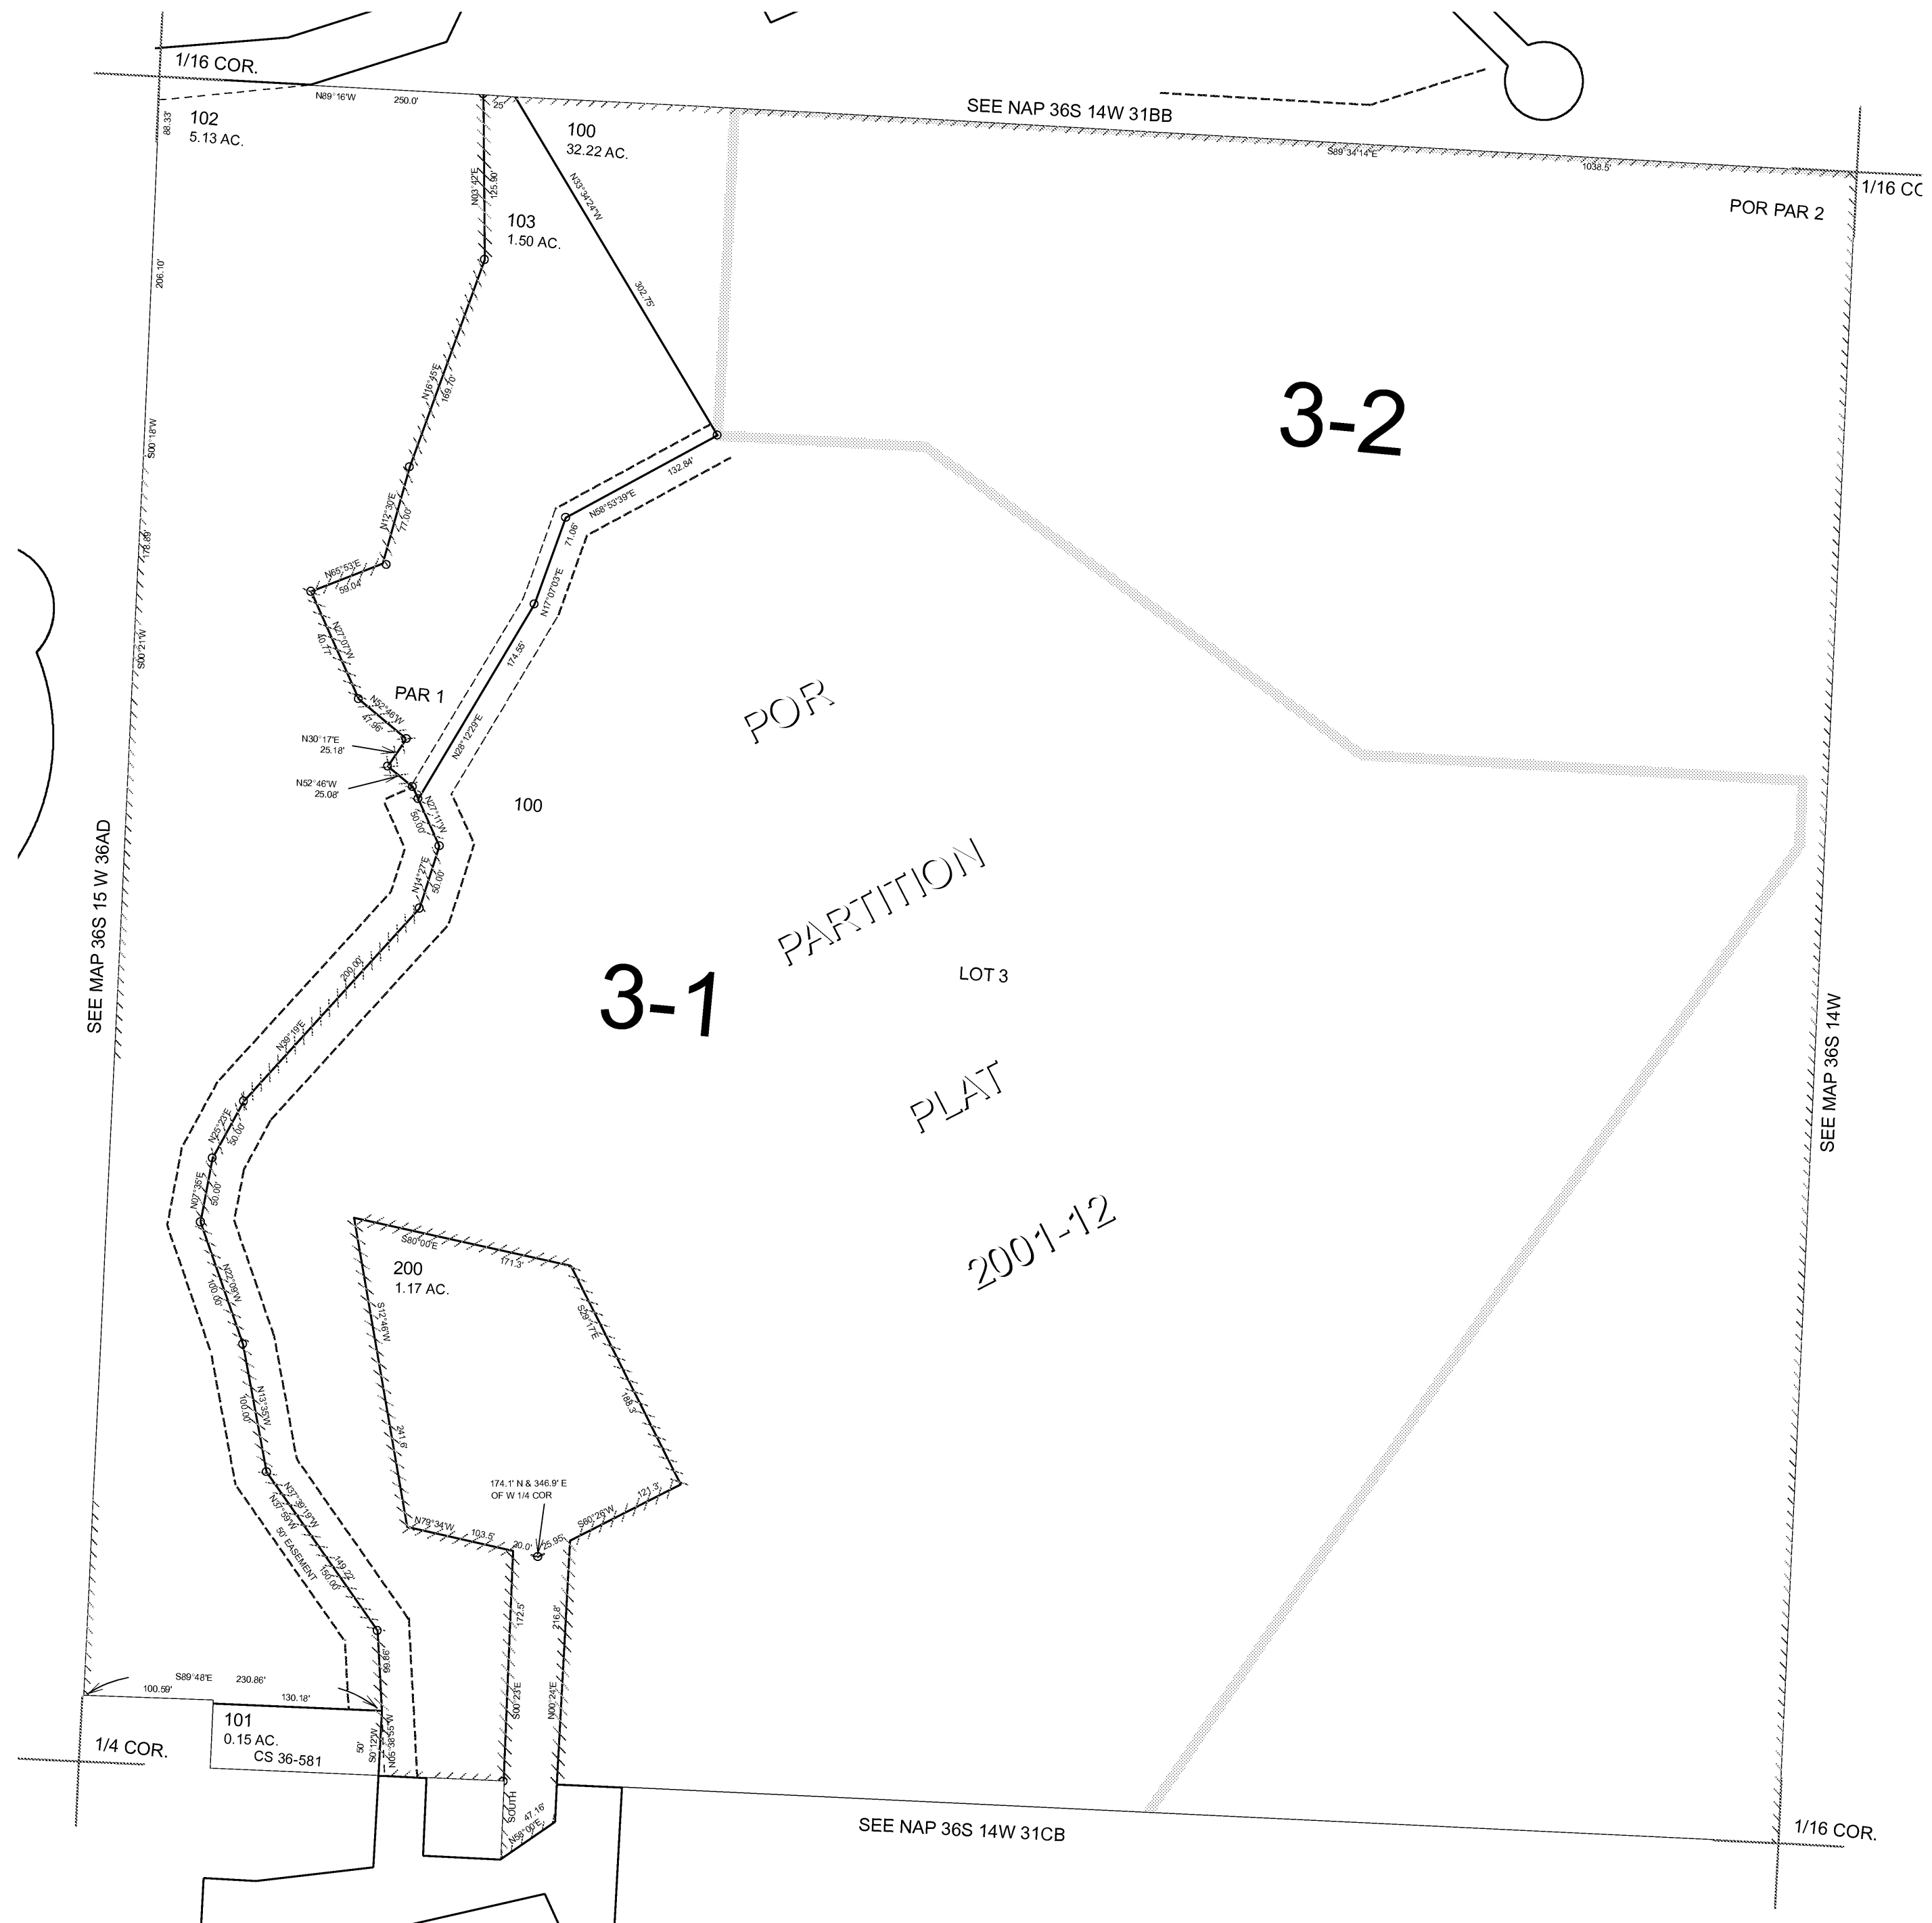 1/16 COR.
N89°16'W 250.0'
25'
SEE NAP 36S 14W 31BB
S89°34'14"E
1038.5'
1/16 CO
88.33'
102
5.13 AC.
100
32.22 AC.
POR PAR 2
N03°42'E
125.90'
N33°34'24"W
302.75'
103
1.50 AC.
206.10'
N16°45'E
169.70'
S00°18'W
3-2
132.84'
N58°53'39"E
N12°30'E
77.00'
71.06'
178.89'
N65°53'E
59.04'
N17°07'03"E
S00°21'W
N27°07'W
40.77'
174.55'
N28°12'29"E
PAR 1
N52°46'W
47.96'
POR
N30°17'E
25.18'
N52°46'W
25.08'
100
N27°11'W
50.00'
N14°27'E
50.00'
SEE MAP 36S 15 W 36AD
PARTITION
LOT 3
3-1
200.00'
N39°19'E
SEE MAP 36S 14W
PLAT
N25°23'E
50.00'
N07°35'E
50.00'
2001-12
S80°00'E
171.3'
200
1.17 AC.
N22°09'W
100.00'
S12°46'W
241.6'
S29°17'E
188.3'
N13°35'W
100.00'
174.1' N & 346.9' E
OF W 1/4 COR
121.3'
S60°26'W
N79°34'W
103.5'
20.0'
25.95'
N37°39'19"W
N37°59'W
149.22'
150.00'
50' EASEMENT
172.5'
216.8'
99.86'
S89°48'E 230.86'
100.59'
130.18'
S00°23'E
N00°24'E
101
0.15 AC.
CS 36-581
50'
S0°12'W
N05°38'55"W
1/4 COR.
SOUTH
47.16'
N58°00'E
SEE NAP 36S 14W 31CB
1/16 COR.